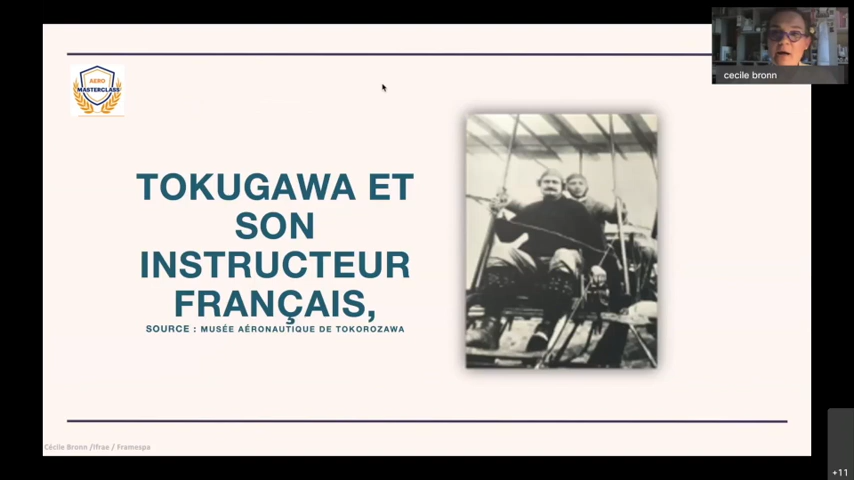 AERO
MASTERCLASS
TOKUGAWA ET
SON
INSTRUCTEUR
FRANÇAIS,
SOURCE : MUSÉE AÉRONAUTIQUE DE TOKOROZAWA
Cécile Bronn /Ifrae / Framespa
cecile bronn
+11